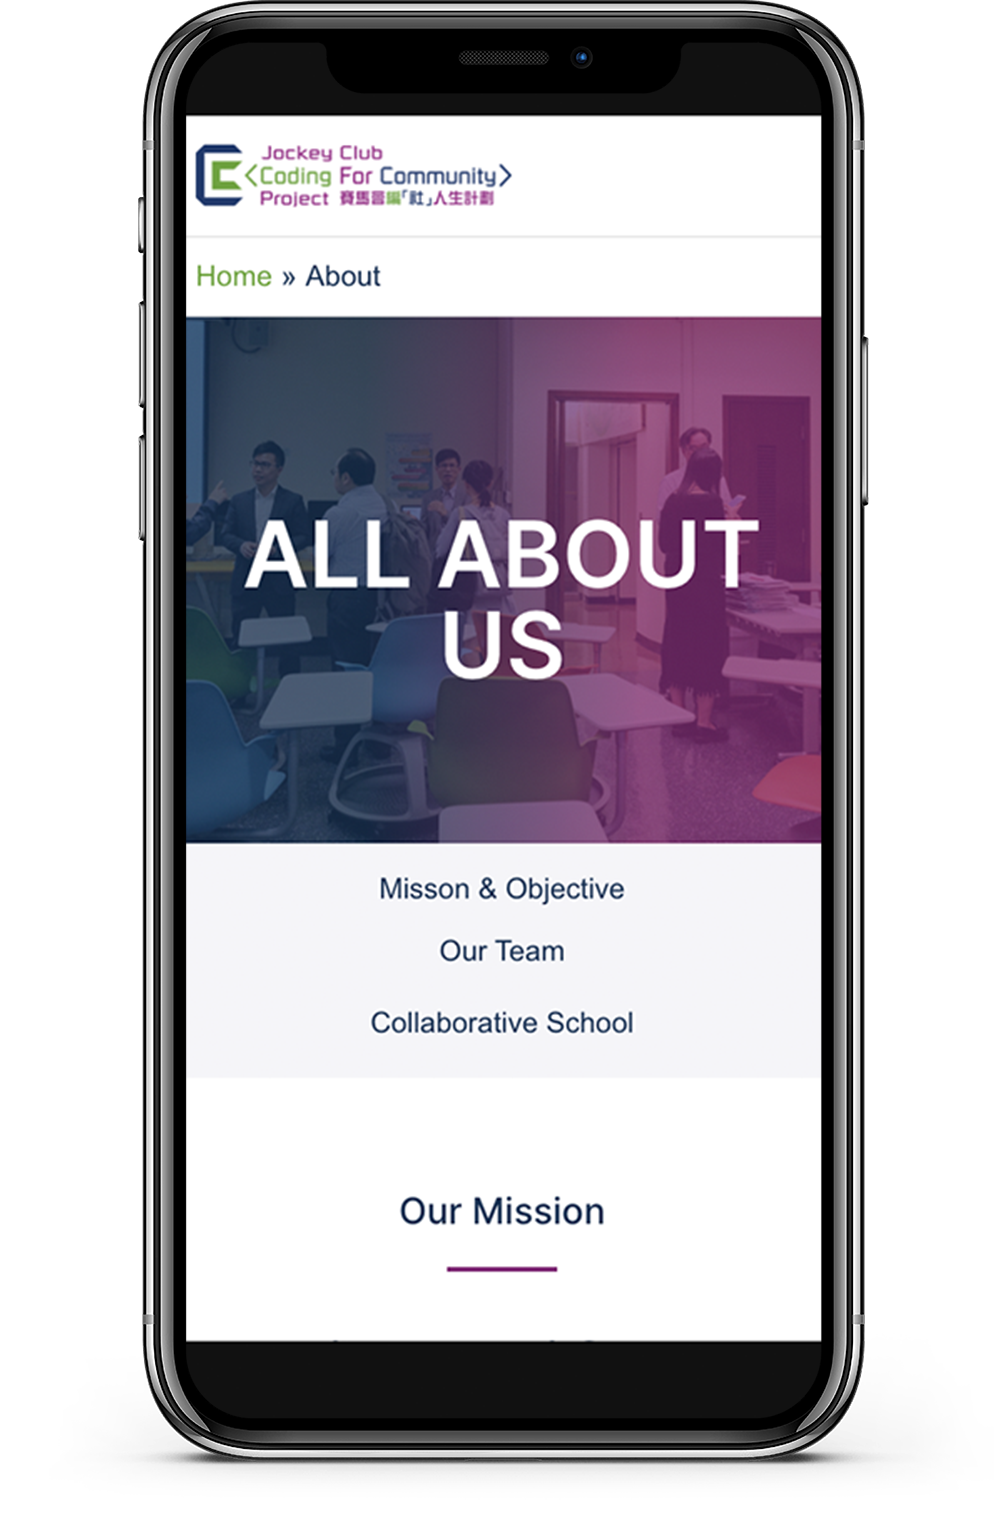 Jockey Club
<Coding For Community>
Project 賽馬會編「社」人生計劃
Home » About
ALL ABOUT
US
Misson & Objective
Our Team
Collaborative School
Our Mission